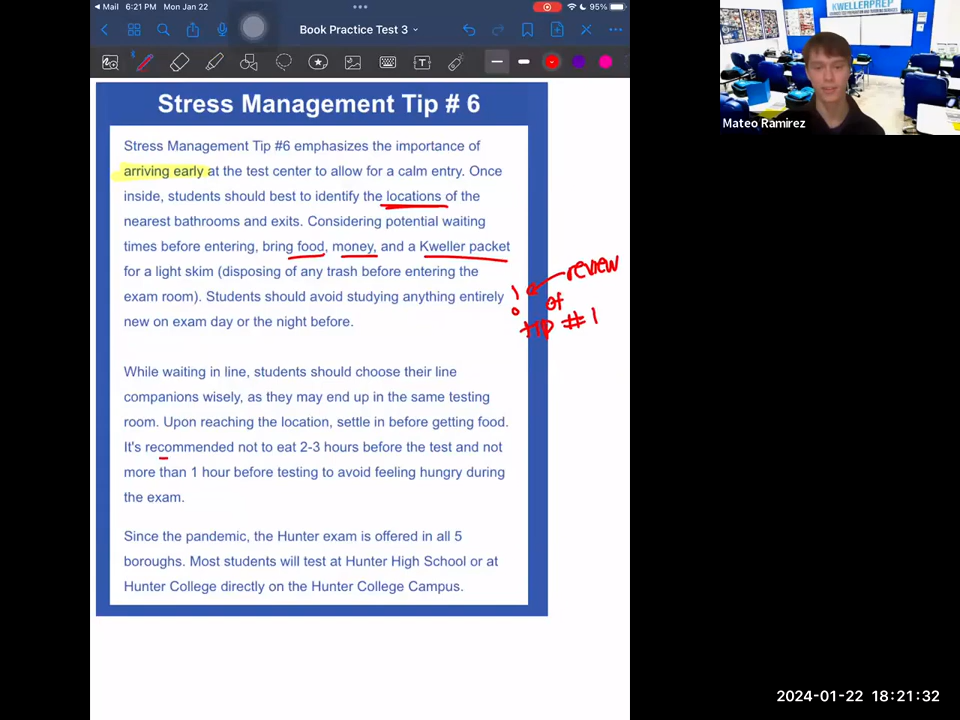 Mail 6:21 PM Mon Jan 22 95%
Book Practice Test 3
Stress Management Tip # 6
Stress Management Tip #6 emphasizes the importance of
arriving early at the test center to allow for a calm entry. Once
inside, students should best to identify the locations of the
nearest bathrooms and exits. Considering potential waiting
times before entering, bring food, money, and a Kweller packet
for a light skim (disposing of any trash before entering the
exam room). Students should avoid studying anything entirely
new on exam day or the night before.
review
of
tip #1
While waiting in line, students should choose their line
companions wisely, as they may end up in the same testing
room. Upon reaching the location, settle in before getting food.
It's recommended not to eat 2-3 hours before the test and not
more than 1 hour before testing to avoid feeling hungry during
the exam.
Since the pandemic, the Hunter exam is offered in all 5
boroughs. Most students will test at Hunter High School or at
Hunter College directly on the Hunter College Campus.
KWELLERPREP
Mateo Ramirez
2024-01-22 18:21:32